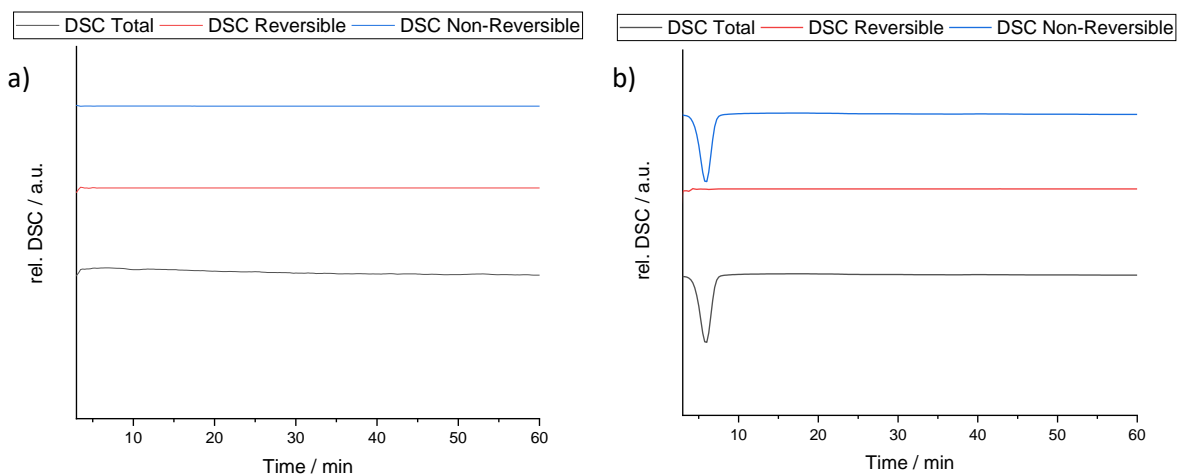 DSC Total DSC Reversible DSC Non-Reversible
a)
rel. DSC / a.u.
10 20 30 40 50 60
Time / min
DSC Total DSC Reversible DSC Non-Reversible
b)
rel. DSC / a.u.
10 20 30 40 50 60
Time / min